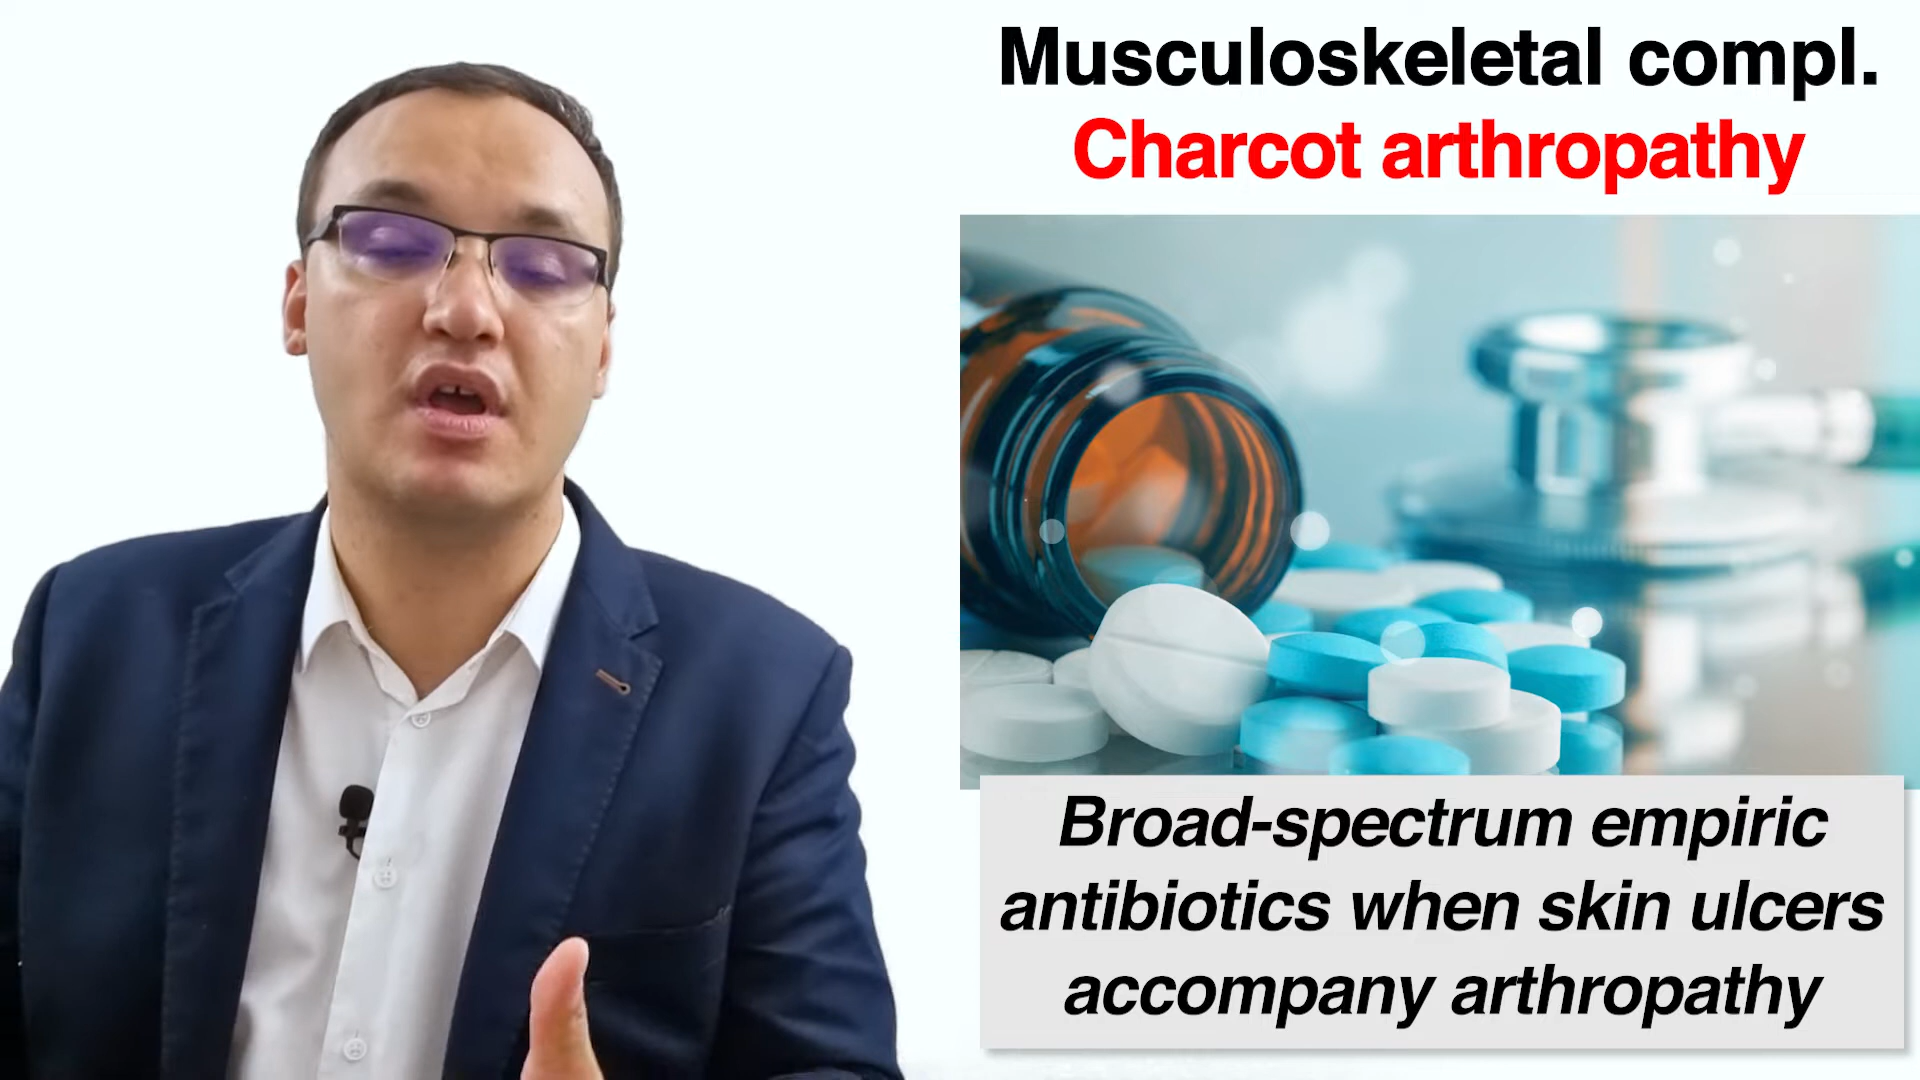 Musculoskeletal compl.
Charcot arthropathy
Broad-spectrum empiric
antibiotics when skin ulcers
accompany arthropathy